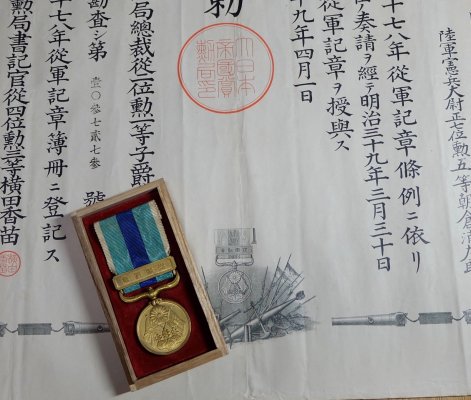 陸軍憲兵大尉正七位勲五等朝
十七八年從軍記章條例ニ依リ
奏請ヲ經テ明治三十九年三月三十日
從軍記章ヲ授與ス
十九年四月一日
勅
局總裁從二位勲一等子爵
勘査シ第壹〇參七貳七參號
十七八年從軍記章簿冊ニ登記ス
勲局書記官從四位勲三等横田香苗